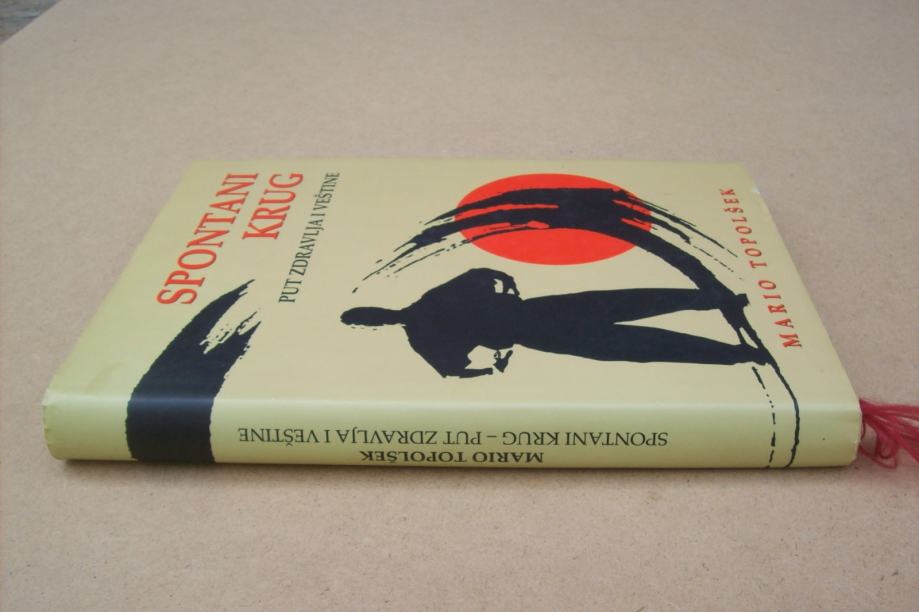 SPONTANI
KRUG
PUT ZDRAVLJA I VEŠTINE
MARIO TOPOLŠEK
MARIO TOPOLŠEK
SPONTANI KRUG – PUT ZDRAVLJA I VEŠTINE